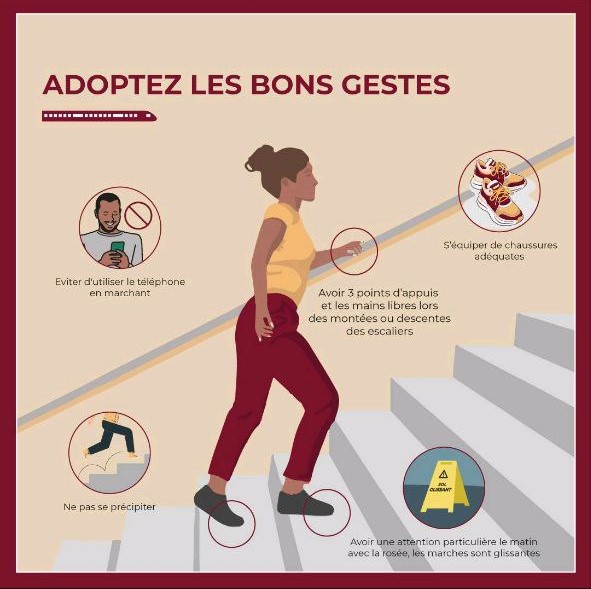 ADOPTEZ LES BONS GESTES
S'équiper de chaussures
adéquates
Eviter d'utiliser le téléphone
en marchant
Avoir 3 points d'appuis
et les mains libres lors
des montées ou descentes
des escaliers
Ne pas se précipiter
SOL
GLISSANT
Avoir une attention particulière le matin
avec la rosée, les marches sont glissantes